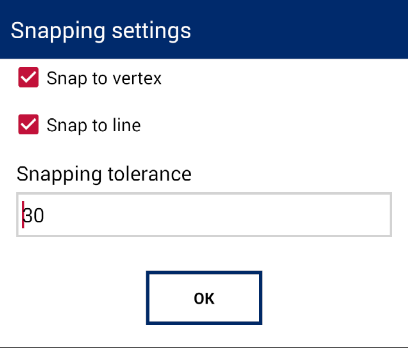 Snapping settings
Snap to vertex
Snap to line
Snapping tolerance
30
OK